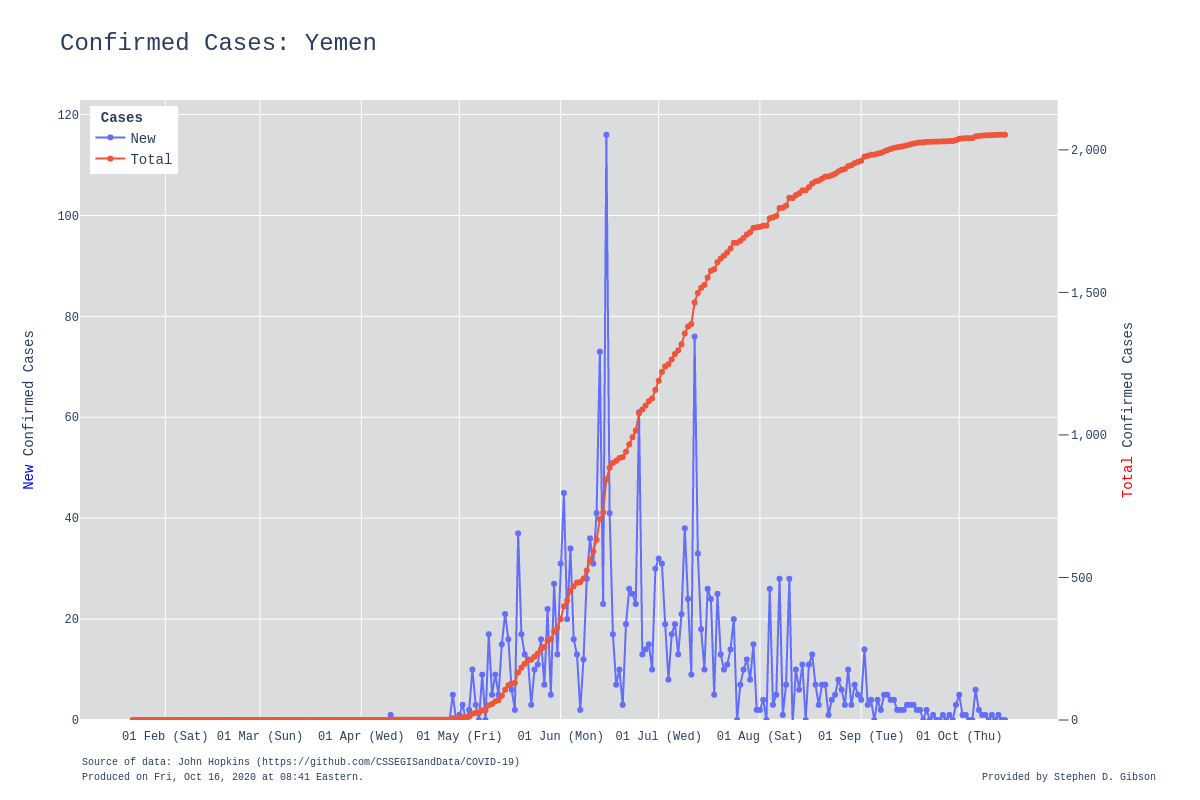 Confirmed Cases: Yemen
Cases
New
Total
120
100
80
60
40
20
0
2,000
1,500
1,000
500
0
New Confirmed Cases
Total Confirmed Cases
01 Feb (Sat) 01 Mar (Sun) 01 Apr (Wed) 01 May (Fri) 01 Jun (Mon) 01 Jul (Wed) 01 Aug (Sat) 01 Sep (Tue) 01 Oct (Thu)
Source of data: John Hopkins (https://github.com/CSSEGISandData/COVID-19)
Produced on Fri, Oct 16, 2020 at 08:41 Eastern.
Provided by Stephen D. Gibson